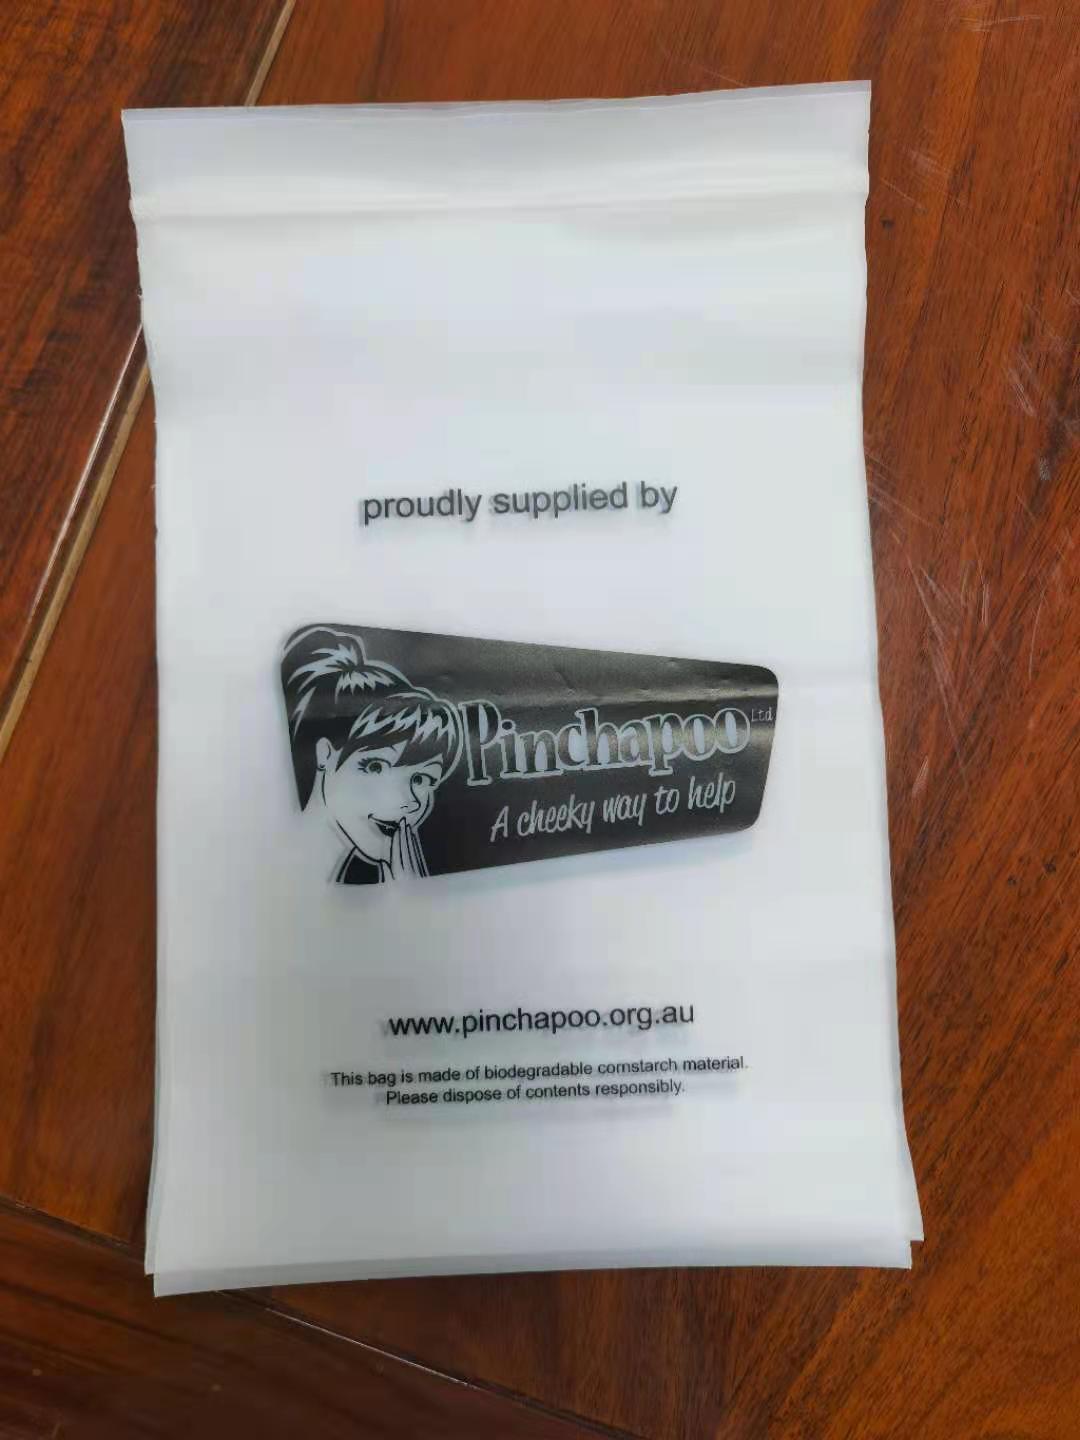 proudly supplied by
Pinchapoo Ltd
A cheeky way to help
www.pinchapoo.org.au
This bag is made of biodegradable cornstarch material.
Please dispose of contents responsibly.